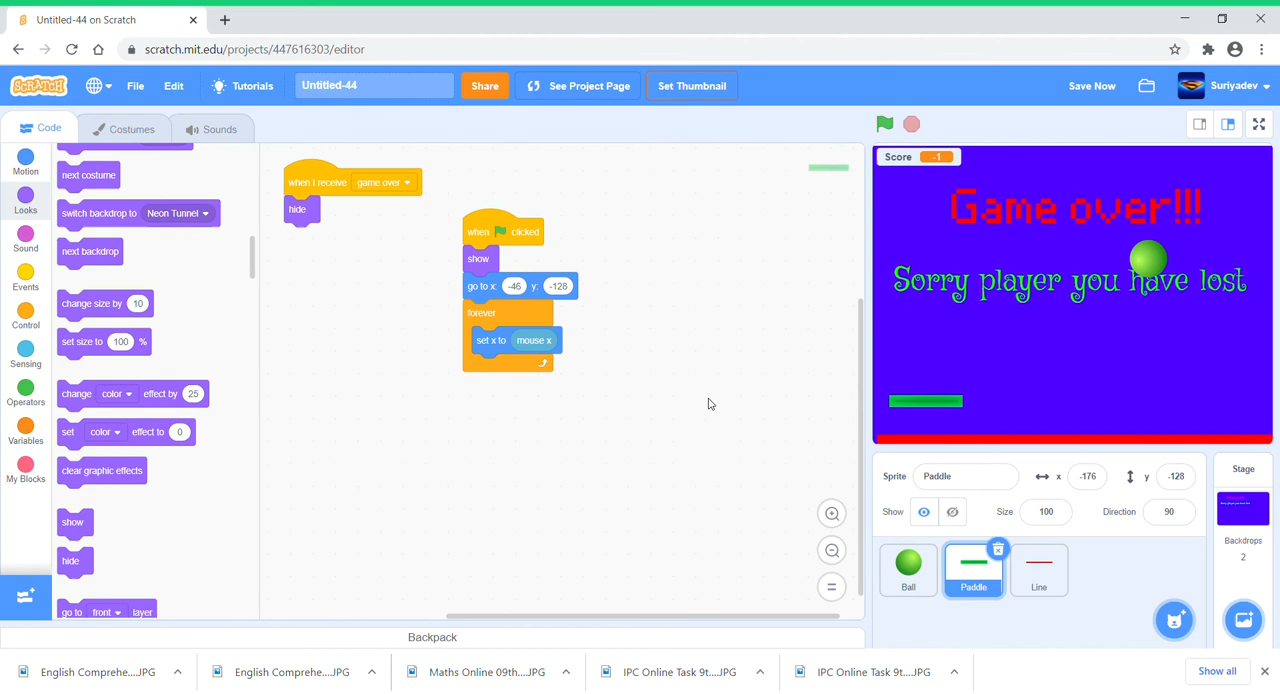 Untitled-44 on Scratch
scratch.mit.edu/projects/447616303/editor
SCRATCH File Edit Tutorials Untitled-44 Share See Project Page Set Thumbnail Save Now Suriyadev
Code Costumes Sounds
Motion
Looks
Sound
Events
Control
Sensing
Operators
Variables
My Blocks
next costume
switch backdrop to Neon Tunnel
next backdrop
change size by 10
set size to 100 %
change color effect by 25
set color effect to 0
clear graphic effects
show
hide
go to front layer
when I receive game over
hide
when clicked
show
go to x: -46 y: -128
forever
set x to mouse x
Score -1
Game over!!!
Sorry player you have lost
Sprite Paddle x -176 y -128
Show Size 100 Direction 90
Ball
Paddle
Line
Stage
Backdrops
2
Backpack
English Comprehe....JPG
English Comprehe....JPG
Maths Online 09th....JPG
IPC Online Task 9t....JPG
IPC Online Task 9t....JPG
Show all